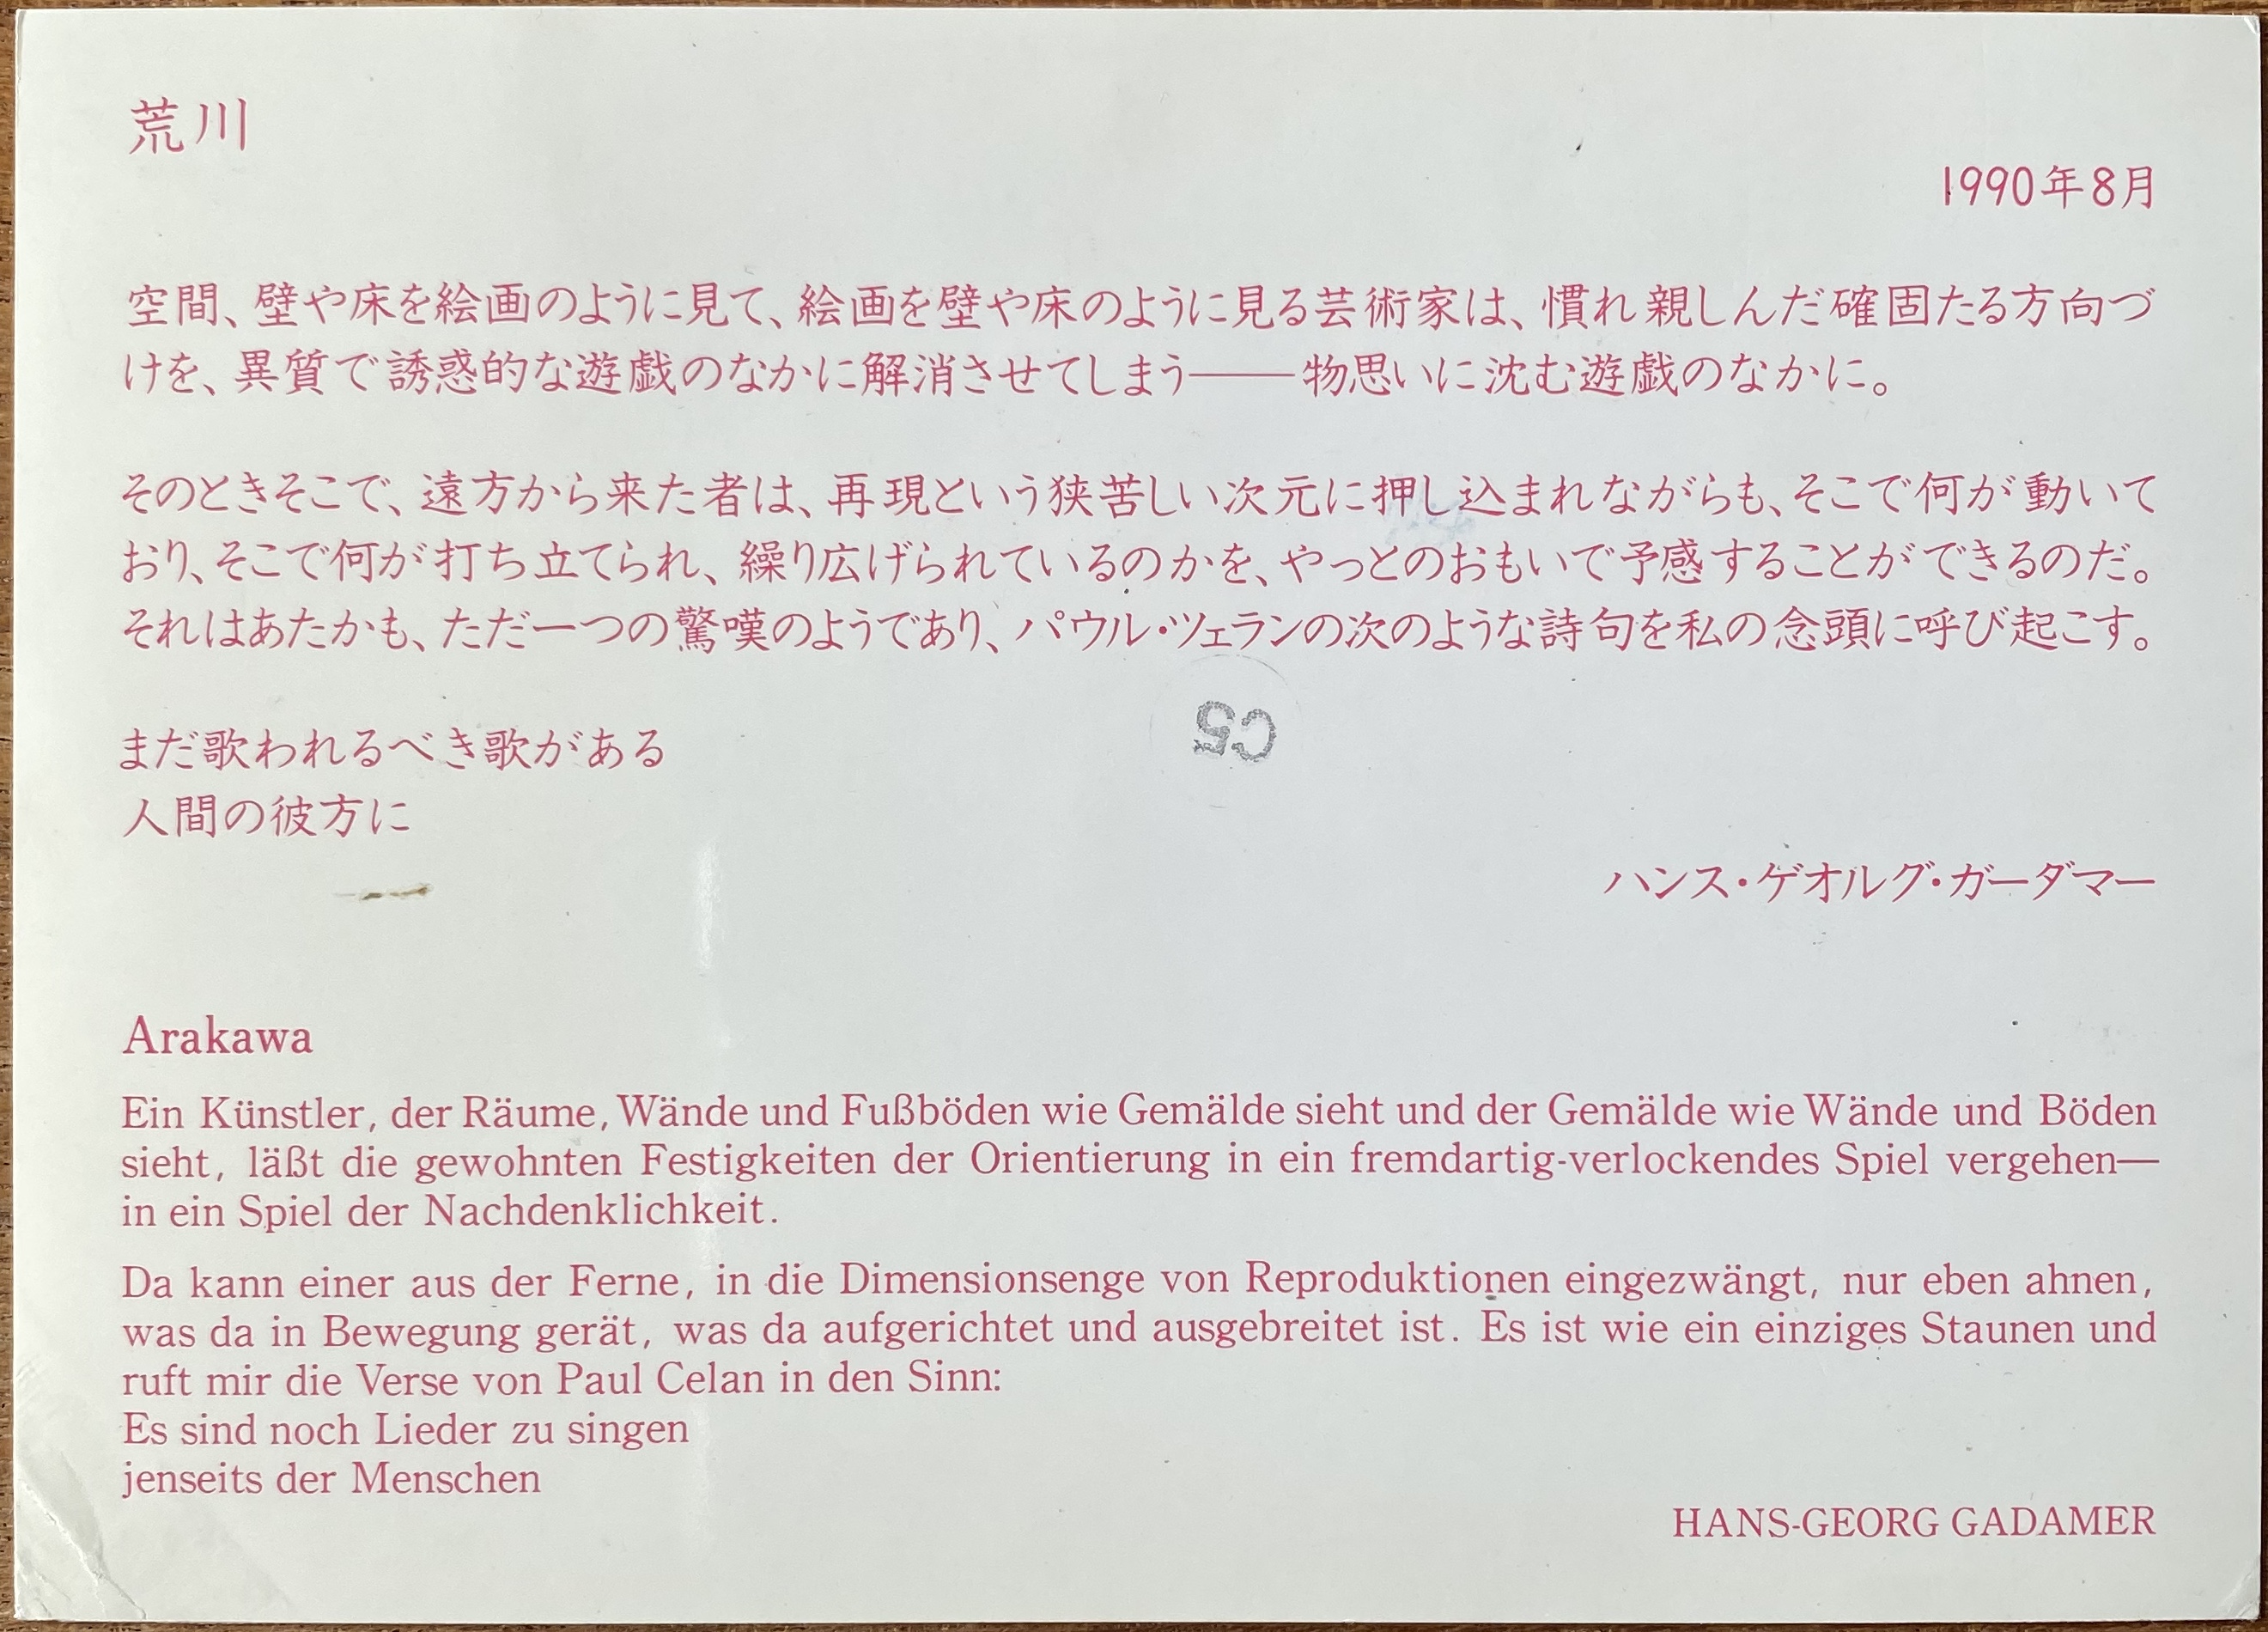 荒川
1990年8月
空間、壁や床を絵画のように見て、絵画を壁や床のように見る芸術家は、慣れ親しんだ確固たる方向づ
けを、異質で誘惑的な遊戯のなかに解消させてしまう——物思いに沈む遊戯のなかに。
そのときそこで、遠方から来た者は、再現という狭苦しい次元に押し込まれながらも、そこで何が動いて
おり、そこで何が打ち立てられ、繰り広げられているのかを、やっとのおもいで予感することができるのだ。
それはあたかも、ただ一つの驚嘆のようであり、パウル・ツェランの次のような詩句を私の念頭に呼び起こす。
C5
まだ歌われるべき歌がある
人間の彼方に
ハンス・ゲオルグ・ガーダマー
Arakawa
Ein Künstler, der Räume, Wände und Fußböden wie Gemälde sieht und der Gemälde wie Wände und Böden
sieht, läßt die gewohnten Festigkeiten der Orientierung in ein fremdartig-verlockendes Spiel vergehen—
in ein Spiel der Nachdenklichkeit.
Da kann einer aus der Ferne, in die Dimensionsenge von Reproduktionen eingezwängt, nur eben ahnen,
was da in Bewegung gerät, was da aufgerichtet und ausgebreitet ist. Es ist wie ein einziges Staunen und
ruft mir die Verse von Paul Celan in den Sinn:
Es sind noch Lieder zu singen
jenseits der Menschen
HANS-GEORG GADAMER